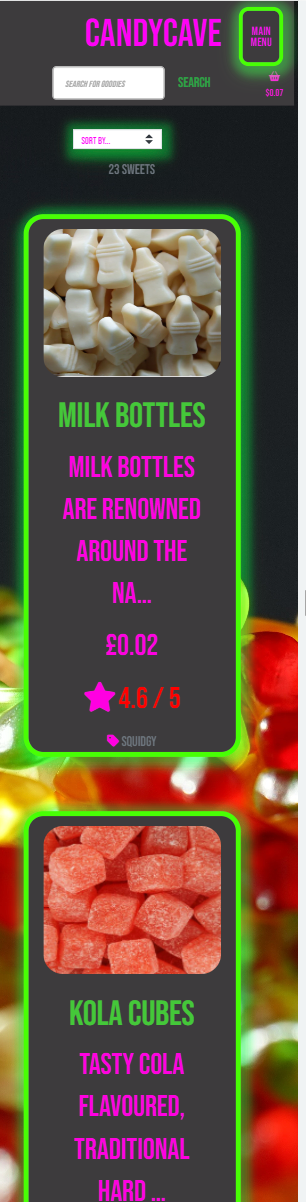 CANDYCAVE
MAIN
MENU
SEARCH FOR GOODIES
SEARCH
$0.07
SORT BY...
23 SWEETS
MILK BOTTLES
MILK BOTTLES
ARE RENOWNED
AROUND THE
NA...
£0.02
4.6 / 5
SQUIDGY
KOLA CUBES
TASTY COLA
FLAVOURED,
TRADITIONAL
HARD ...